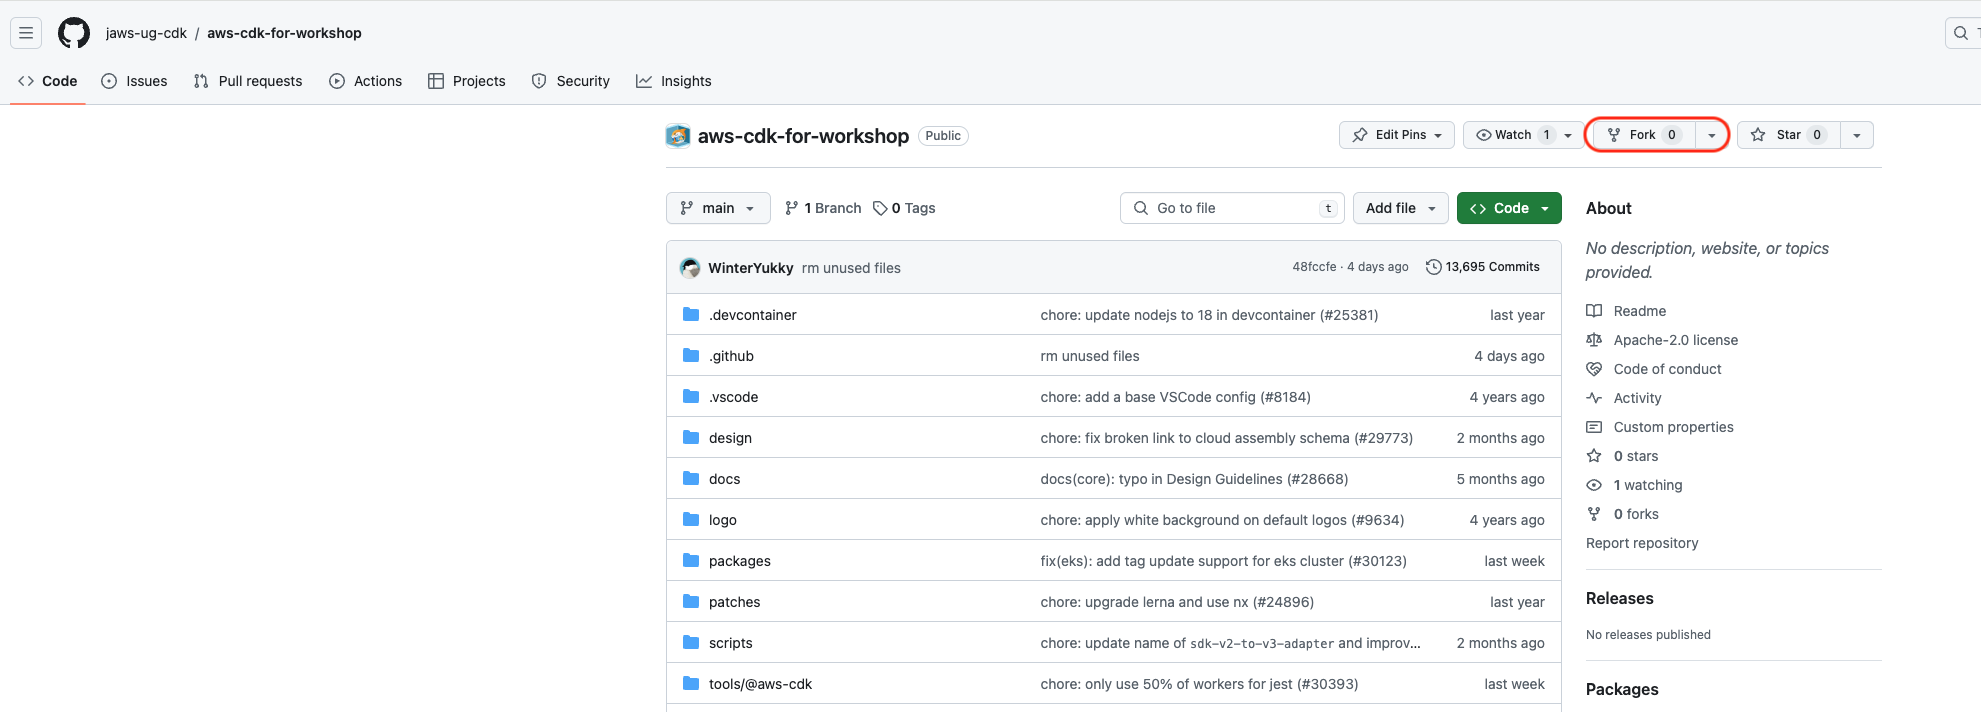 jaws-ug-cdk / aws-cdk-for-workshop
Code Issues Pull requests Actions Projects Security Insights
aws-cdk-for-workshop Public Edit Pins Watch 1 Fork 0 Star 0
main 1 Branch 0 Tags Go to file t Add file Code
WinterYukky rm unused files 48fccfe · 4 days ago 13,695 Commits
.devcontainer chore: update nodejs to 18 in devcontainer (#25381) last year
.github rm unused files 4 days ago
.vscode chore: add a base VSCode config (#8184) 4 years ago
design chore: fix broken link to cloud assembly schema (#29773) 2 months ago
docs docs(core): typo in Design Guidelines (#28668) 5 months ago
logo chore: apply white background on default logos (#9634) 4 years ago
packages fix(eks): add tag update support for eks cluster (#30123) last week
patches chore: upgrade lerna and use nx (#24896) last year
scripts chore: update name of sdk-v2-to-v3-adapter and improv... 2 months ago
tools/@aws-cdk chore: only use 50% of workers for jest (#30393) last week
About
No description, website, or topics
provided.
Readme
Apache-2.0 license
Code of conduct
Activity
Custom properties
0 stars
1 watching
0 forks
Report repository
Releases
No releases published
Packages